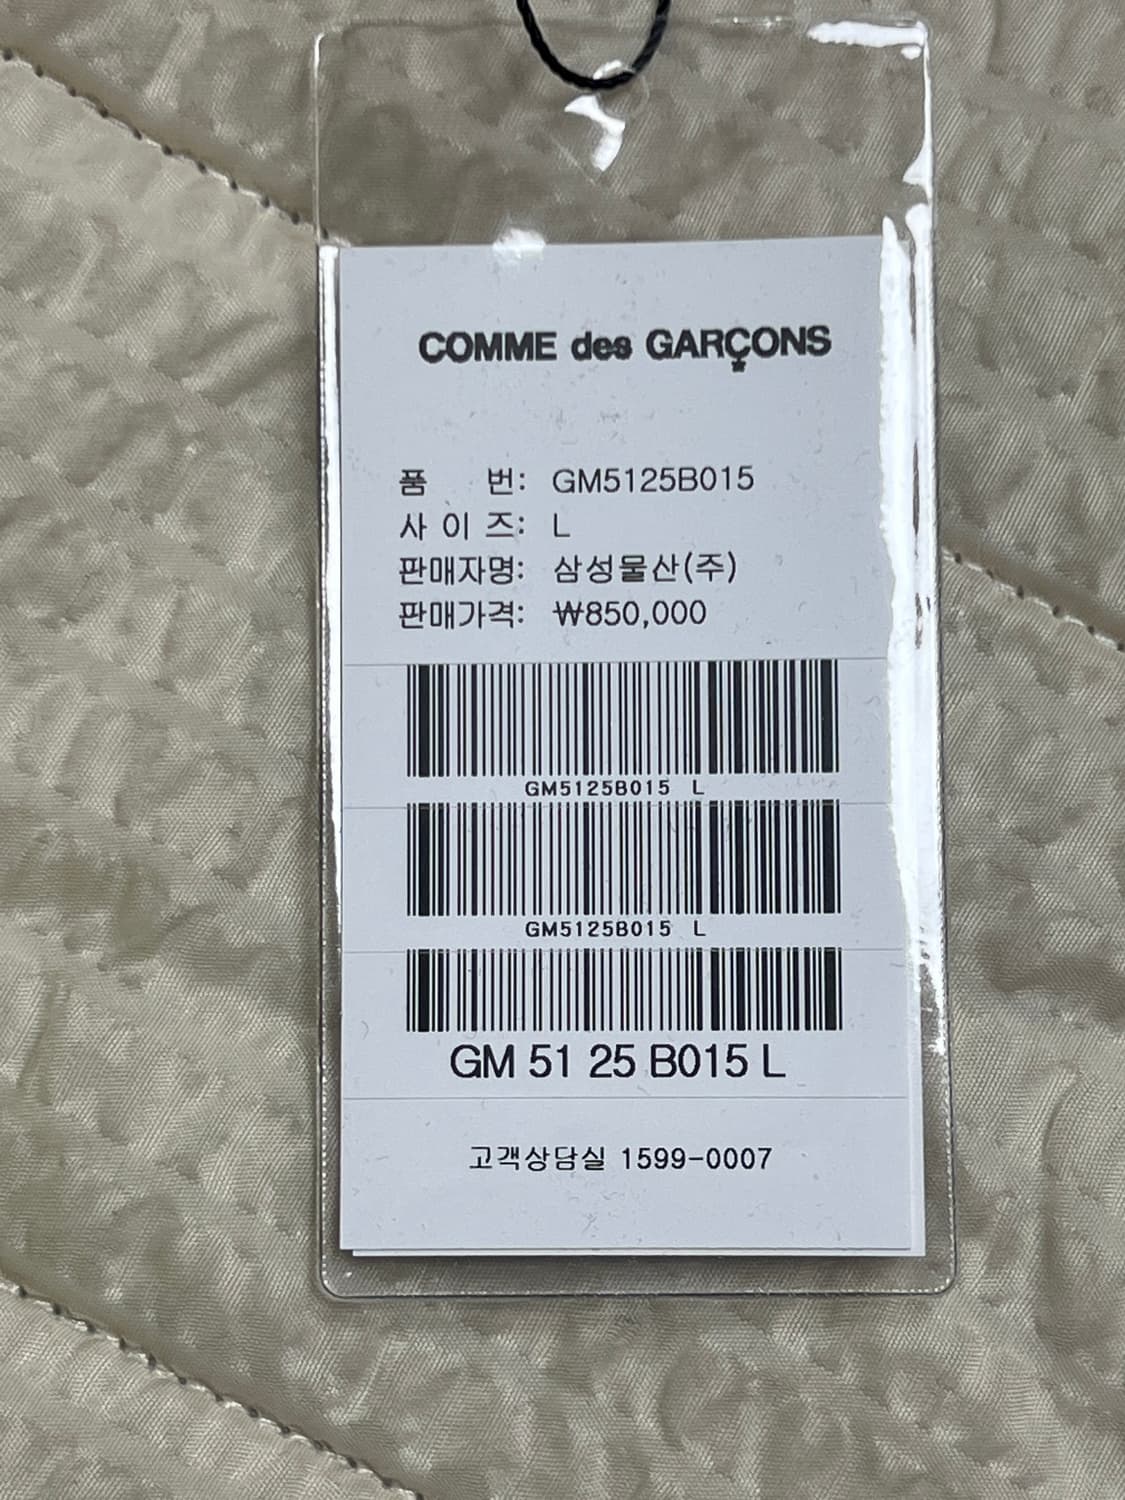 COMME des GARÇONS
품 번: GM5125B015
사 이 즈: L
판매자명: 삼성물산(주)
판매가격: ₩850,000
GM5125B015 L
GM5125B015 L
GM 51 25 B015 L
고객상담실 1599-0007